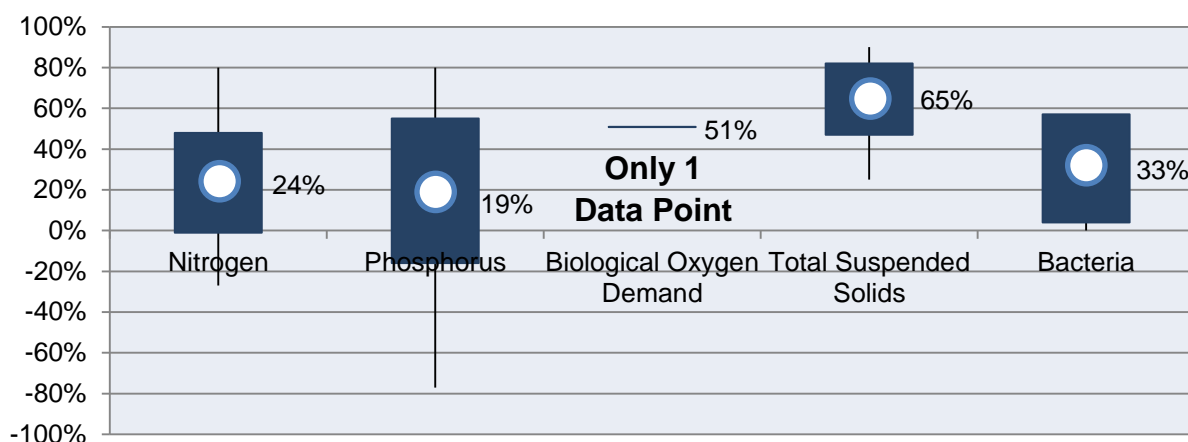 100%
80%
60%
40%
20%
0%
-20%
-40%
-60%
-80%
-100%
24%
19%
51%
Only 1
Data Point
65%
33%
Nitrogen
Phosphorus
Biological Oxygen
Demand
Total Suspended
Solids
Bacteria